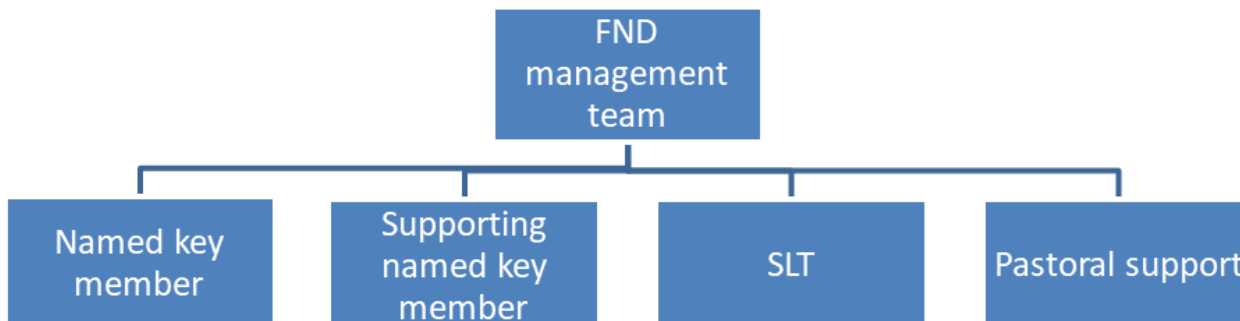 FND
management
team
Named key
member
Supporting
named key
member
SLT
Pastoral support